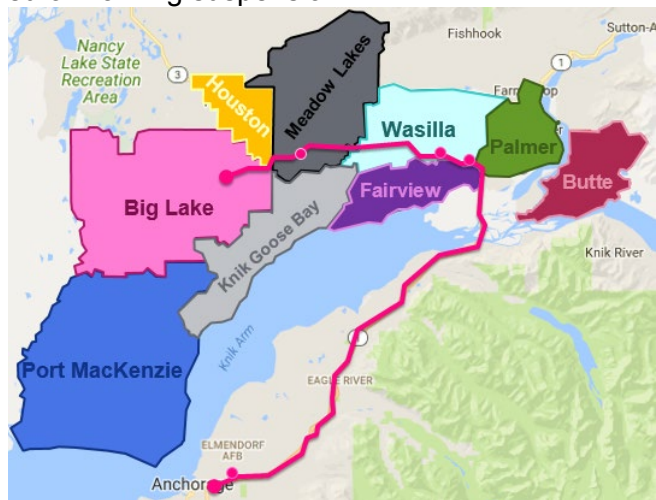 Nancy
Lake State
Recreation
Area
3
Houston
Meadow Lakes
Fishhook
Sutton-A
1
Wasilla
Palmer
Fairview
Butte
Big Lake
Knik Goose Bay
Knik River
Port MacKenzie
Knik Arm
EAGLE RIVER
ELMENDORF
AFB
Anchorage